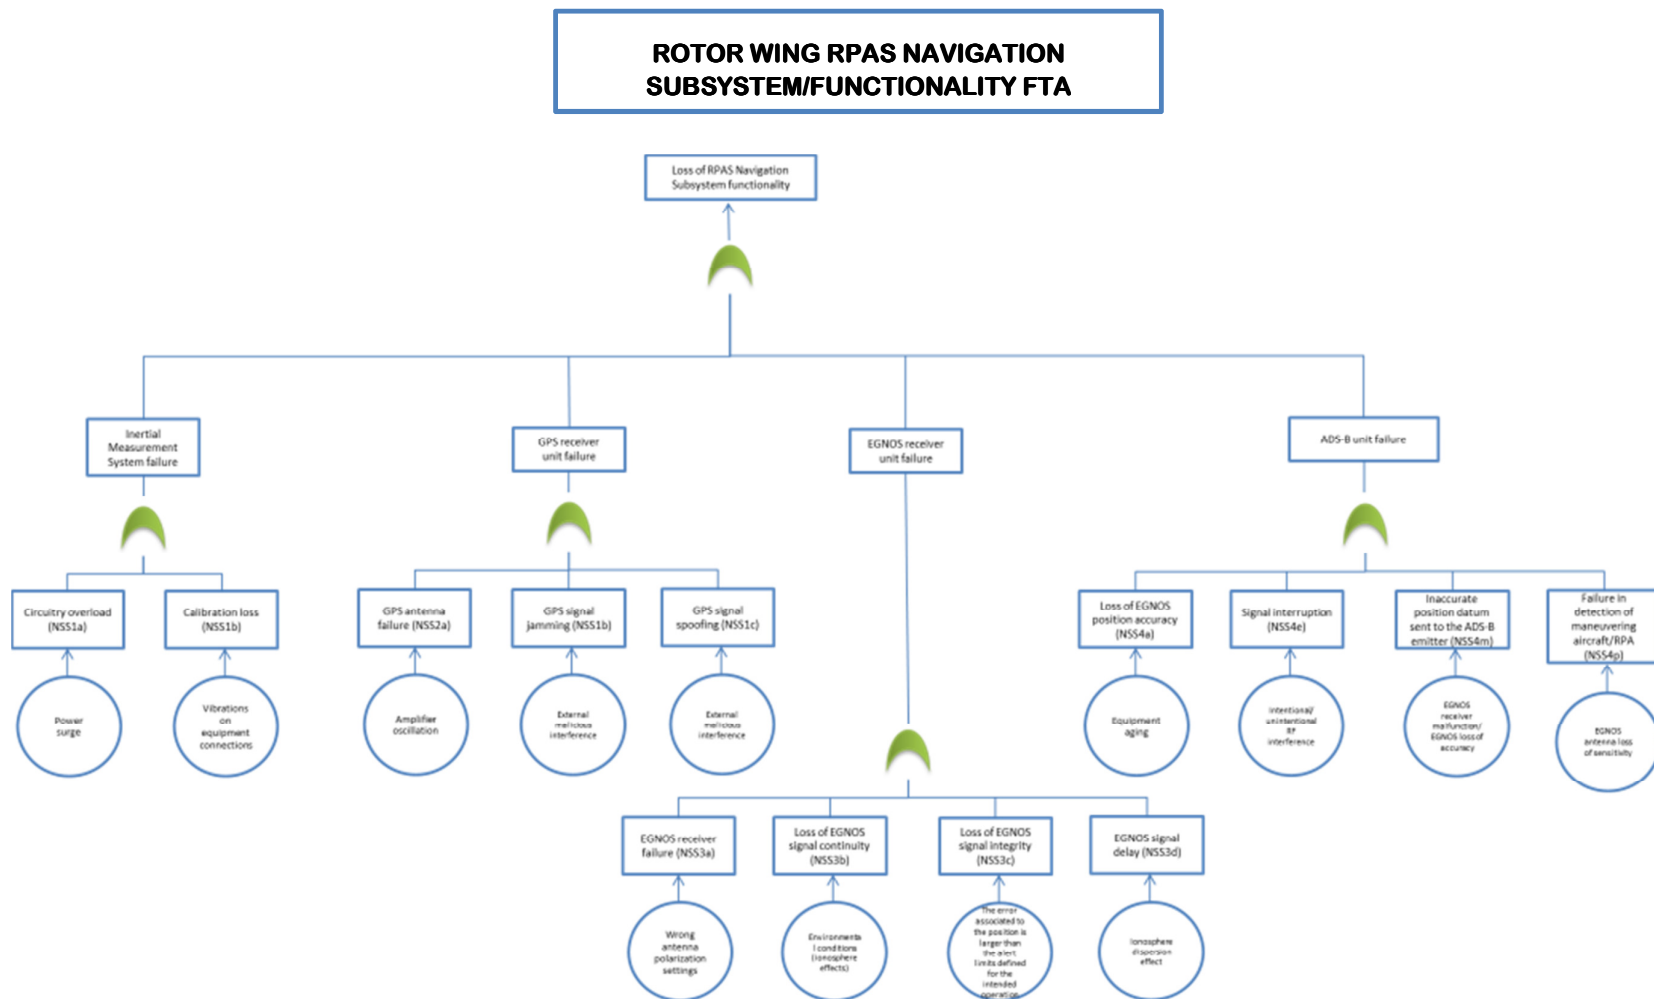 ROTOR WING RPAS NAVIGATION
SUBSYSTEM/FUNCTIONALITY FTA
Loss of RPAS Navigation
Subsystem functionality
Inertial
Measurement
System failure
GPS receiver
unit failure
EGNOS receiver
unit failure
ADS-B unit failure
Circuitry overload
(NSS1a)
Calibration loss
(NSS1b)
GPS antenna
failure (NSS2a)
GPS signal
jamming (NSS1b)
GPS signal
spoofing (NSS1c)
Loss of EGNOS
position accuracy
(NSS4a)
Signal interruption
(NSS4e)
Inaccurate
position datum
sent to the ADS-B
emitter (NSS4m)
Failure in
detection of
maneuvering
aircraft/RPA
(NSS4p)
Power
surge
Vibrations
on
equipment
connections
Amplifier
oscillation
External
malicious
interference
External
malicious
interference
Equipment
aging
Intentional/
unintentional
RF
interference
EGNOS
receiver
malfunction/
EGNOS loss of
accuracy
EGNOS
antenna loss
of sensitivity
EGNOS receiver
failure (NSS3a)
Loss of EGNOS
signal continuity
(NSS3b)
Loss of EGNOS
signal integrity
(NSS3c)
EGNOS signal
delay (NSS3d)
Wrong
antenna
polarization
settings
Environmenta
l conditions
(ionosphere
effects)
The error
associated to
the position is
larger than
the alert
limits defined
for the
intended
operation
Ionosphere
dispersion
effect